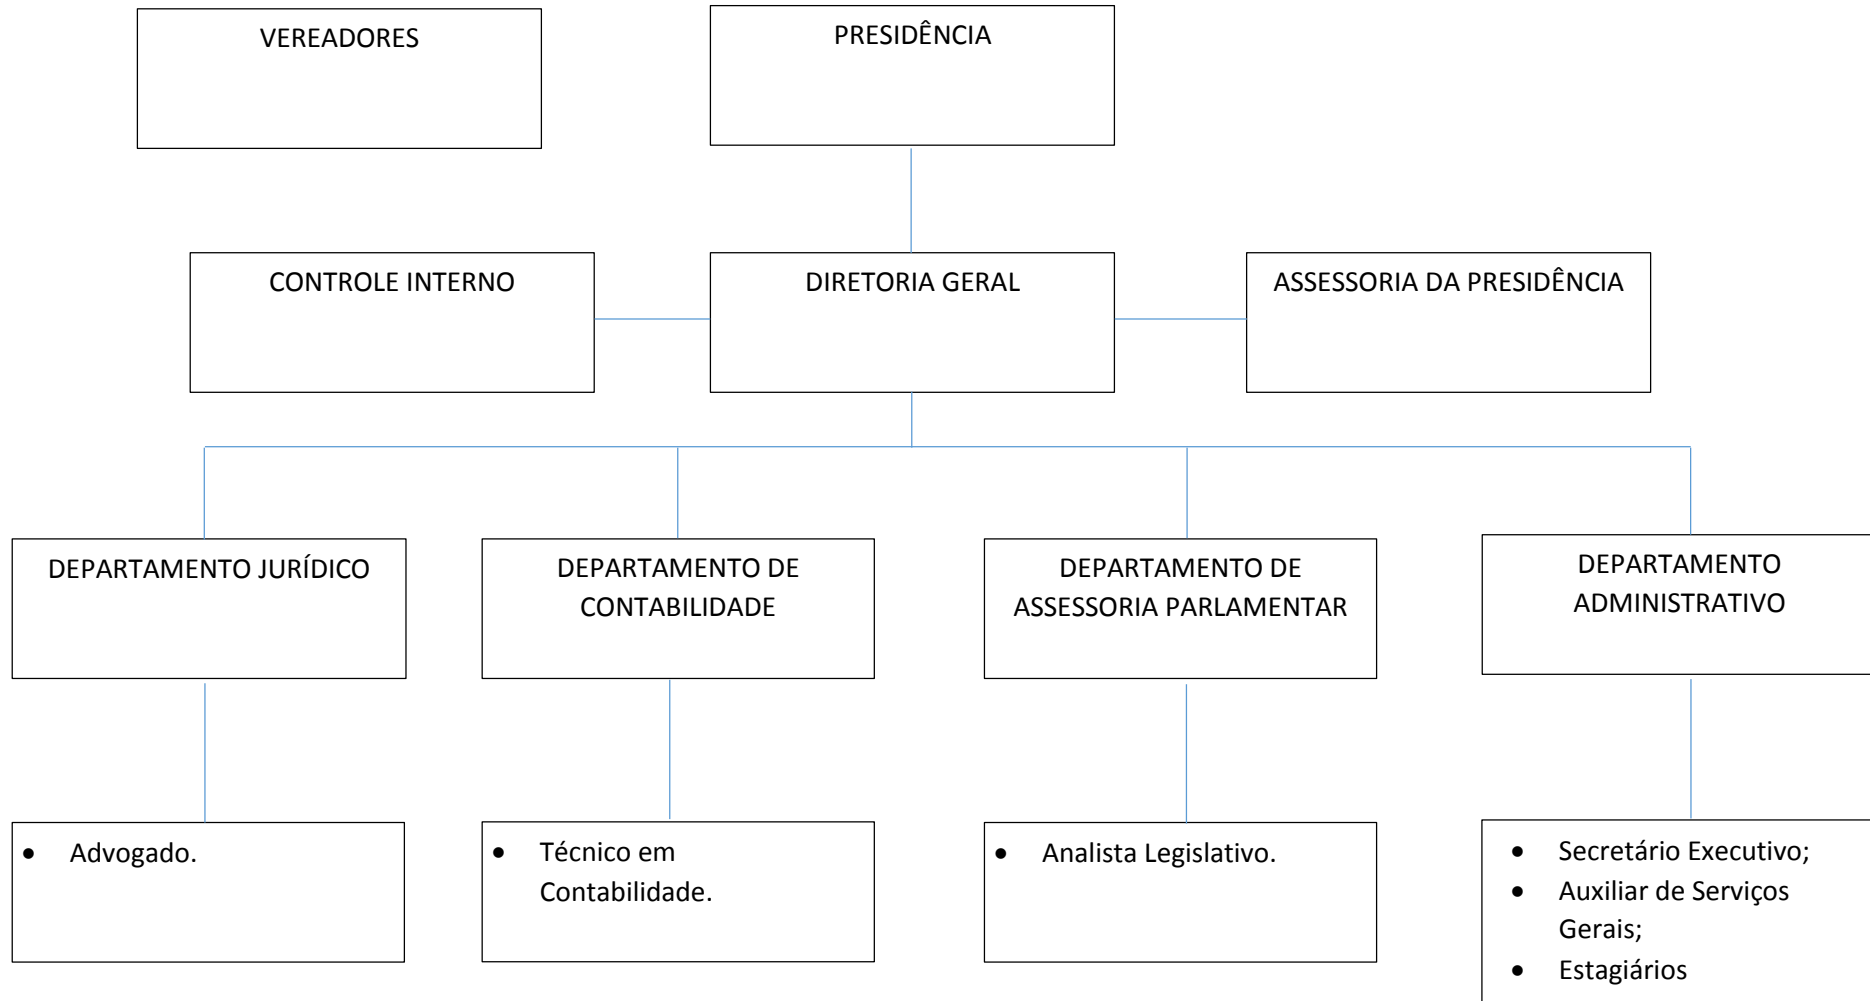 VEREADORES
PRESIDÊNCIA
CONTROLE INTERNO
DIRETORIA GERAL
ASSESSORIA DA PRESIDÊNCIA
DEPARTAMENTO JURÍDICO
DEPARTAMENTO DE
CONTABILIDADE
DEPARTAMENTO DE
ASSESSORIA PARLAMENTAR
DEPARTAMENTO
ADMINISTRATIVO
• Advogado.
• Técnico em
Contabilidade.
• Analista Legislativo.
• Secretário Executivo;
• Auxiliar de Serviços
Gerais;
• Estagiários